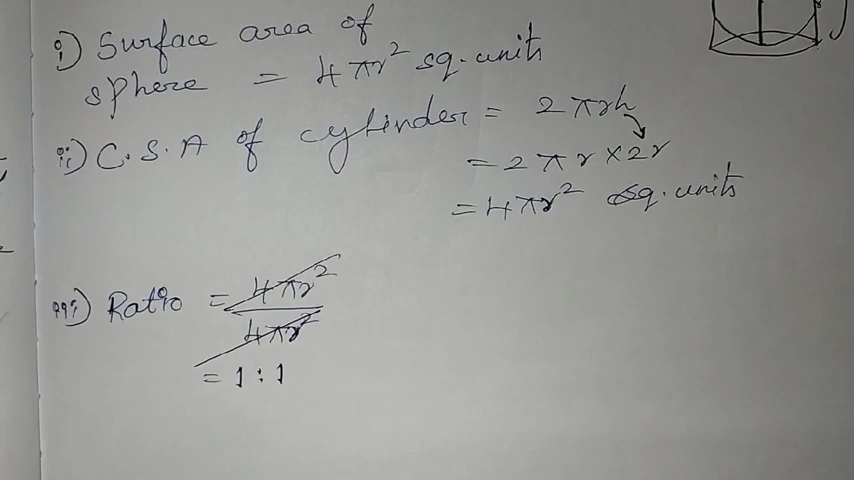 i) Surface area of
sphere = 4πr² sq. units
ii) C.S.A of cylinder = 2πrh
= 2πr × 2r
= 4πr² sq. units
iii) Ratio = 4πr²
4πr²
= 1 : 1